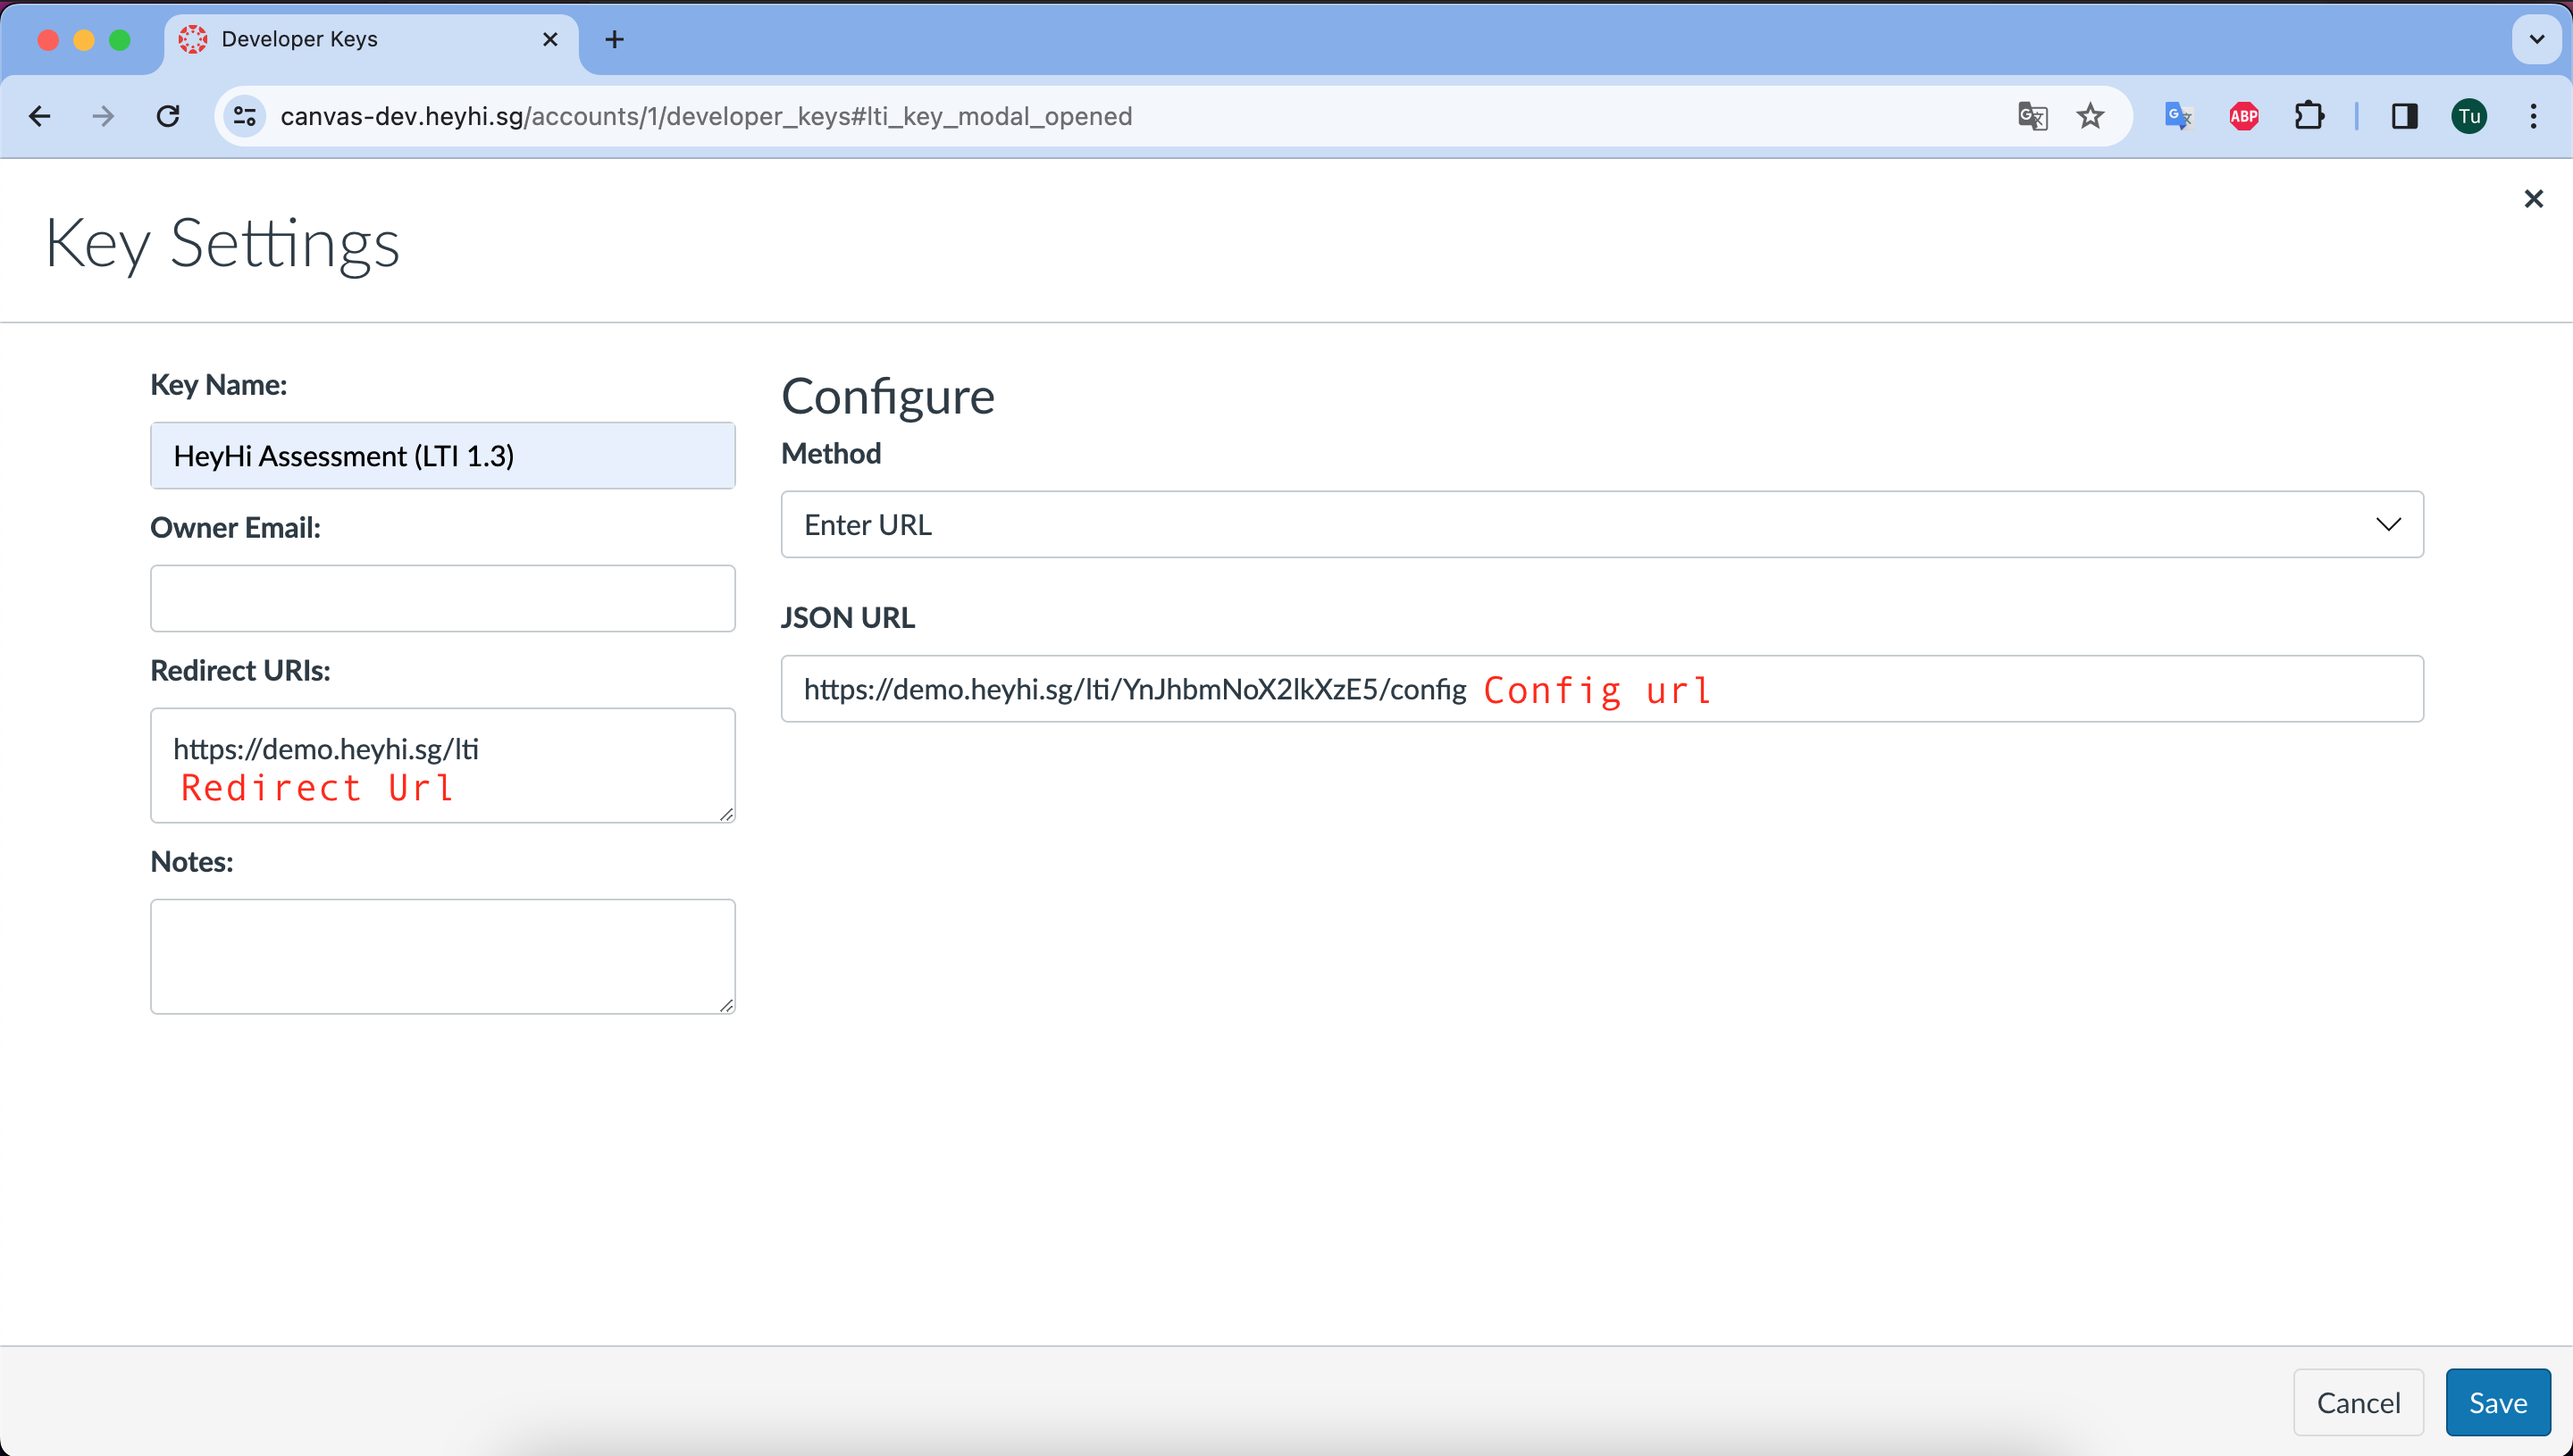 Developer Keys
canvas-dev.heyhi.sg/accounts/1/developer_keys#lti_key_modal_opened
ABP
Tu
Key Settings
Key Name:
HeyHi Assessment (LTI 1.3)
Owner Email:
Redirect URIs:
https://demo.heyhi.sg/lti
Redirect Url
Notes:
Configure
Method
Enter URL
JSON URL
https://demo.heyhi.sg/lti/YnJhbmNoX2lkXzE5/config Config url
Cancel
Save